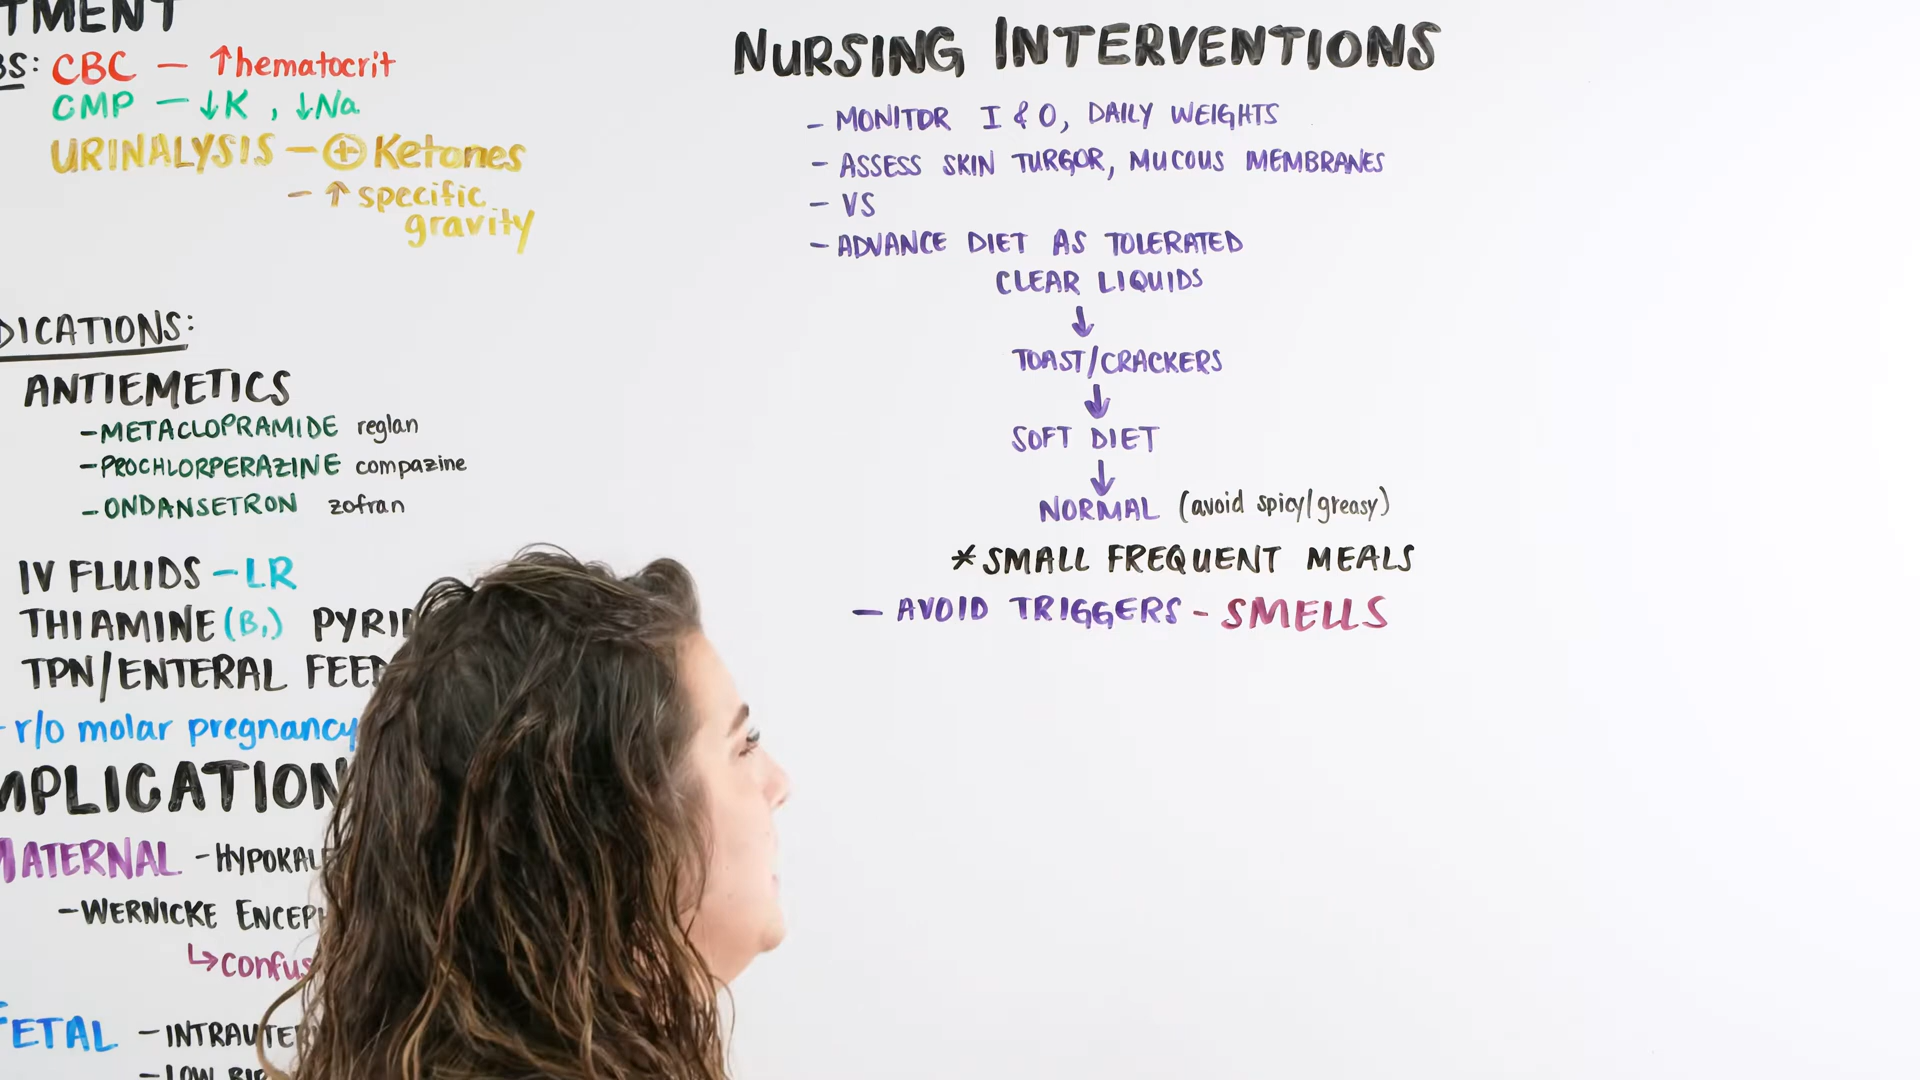 TMENT
BS: CBC — ↑hematocrit
CMP — ↓K, ↓Na
URINALYSIS — ⊕ Ketones
— ↑ specific
gravity
DICATIONS:
ANTIEMETICS
- METACLOPRAMIDE reglan
- PROCHLORPERAZINE compazine
- ONDANSETRON zofran
IV FLUIDS - LR
THIAMINE (B₁) PYRI
TPN/ENTERAL FEED
- r/o molar pregnancy
MPLICATION
MATERNAL - HYPOKAL
- WERNICKE ENCEP
↳ confus
FETAL - INTRAUTER
- LOW BIR
NURSING INTERVENTIONS
- MONITOR I & O, DAILY WEIGHTS
- ASSESS SKIN TURGOR, MUCOUS MEMBRANES
- VS
- ADVANCE DIET AS TOLERATED
CLEAR LIQUIDS
↓
TOAST/CRACKERS
↓
SOFT DIET
↓
NORMAL (avoid spicy/greasy)
* SMALL FREQUENT MEALS
- AVOID TRIGGERS - SMELLS